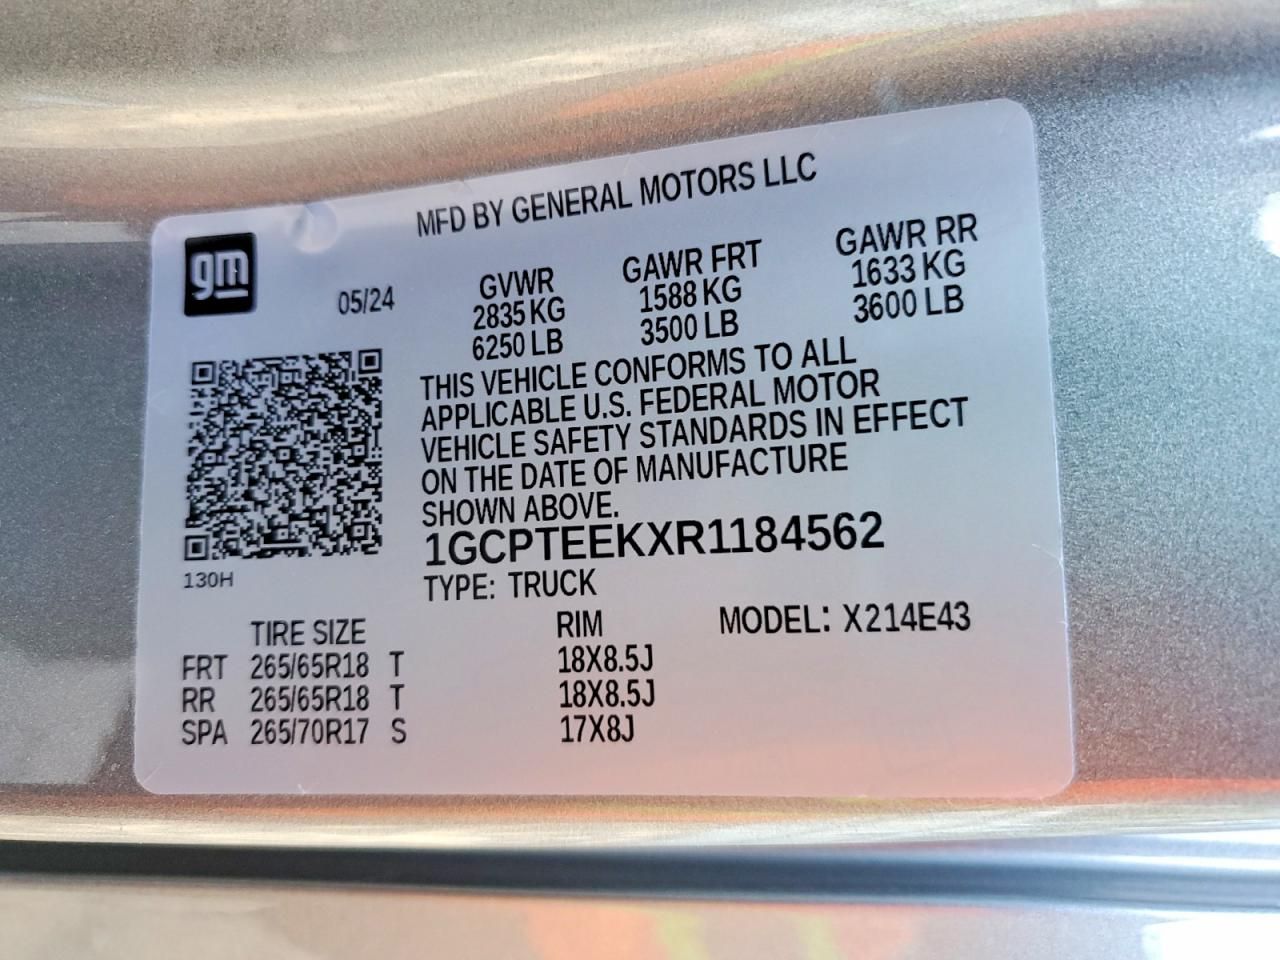 MFD BY GENERAL MOTORS LLC
gm
05/24
GVWR GAWR FRT GAWR RR
2835 KG 1588 KG 1633 KG
6250 LB 3500 LB 3600 LB
THIS VEHICLE CONFORMS TO ALL
APPLICABLE U.S. FEDERAL MOTOR
VEHICLE SAFETY STANDARDS IN EFFECT
ON THE DATE OF MANUFACTURE
SHOWN ABOVE.
1GCPTEEKXR1184562
130H
TYPE: TRUCK
TIRE SIZE RIM MODEL: X214E43
FRT 265/65R18 T 18X8.5J
RR 265/65R18 T 18X8.5J
SPA 265/70R17 S 17X8J